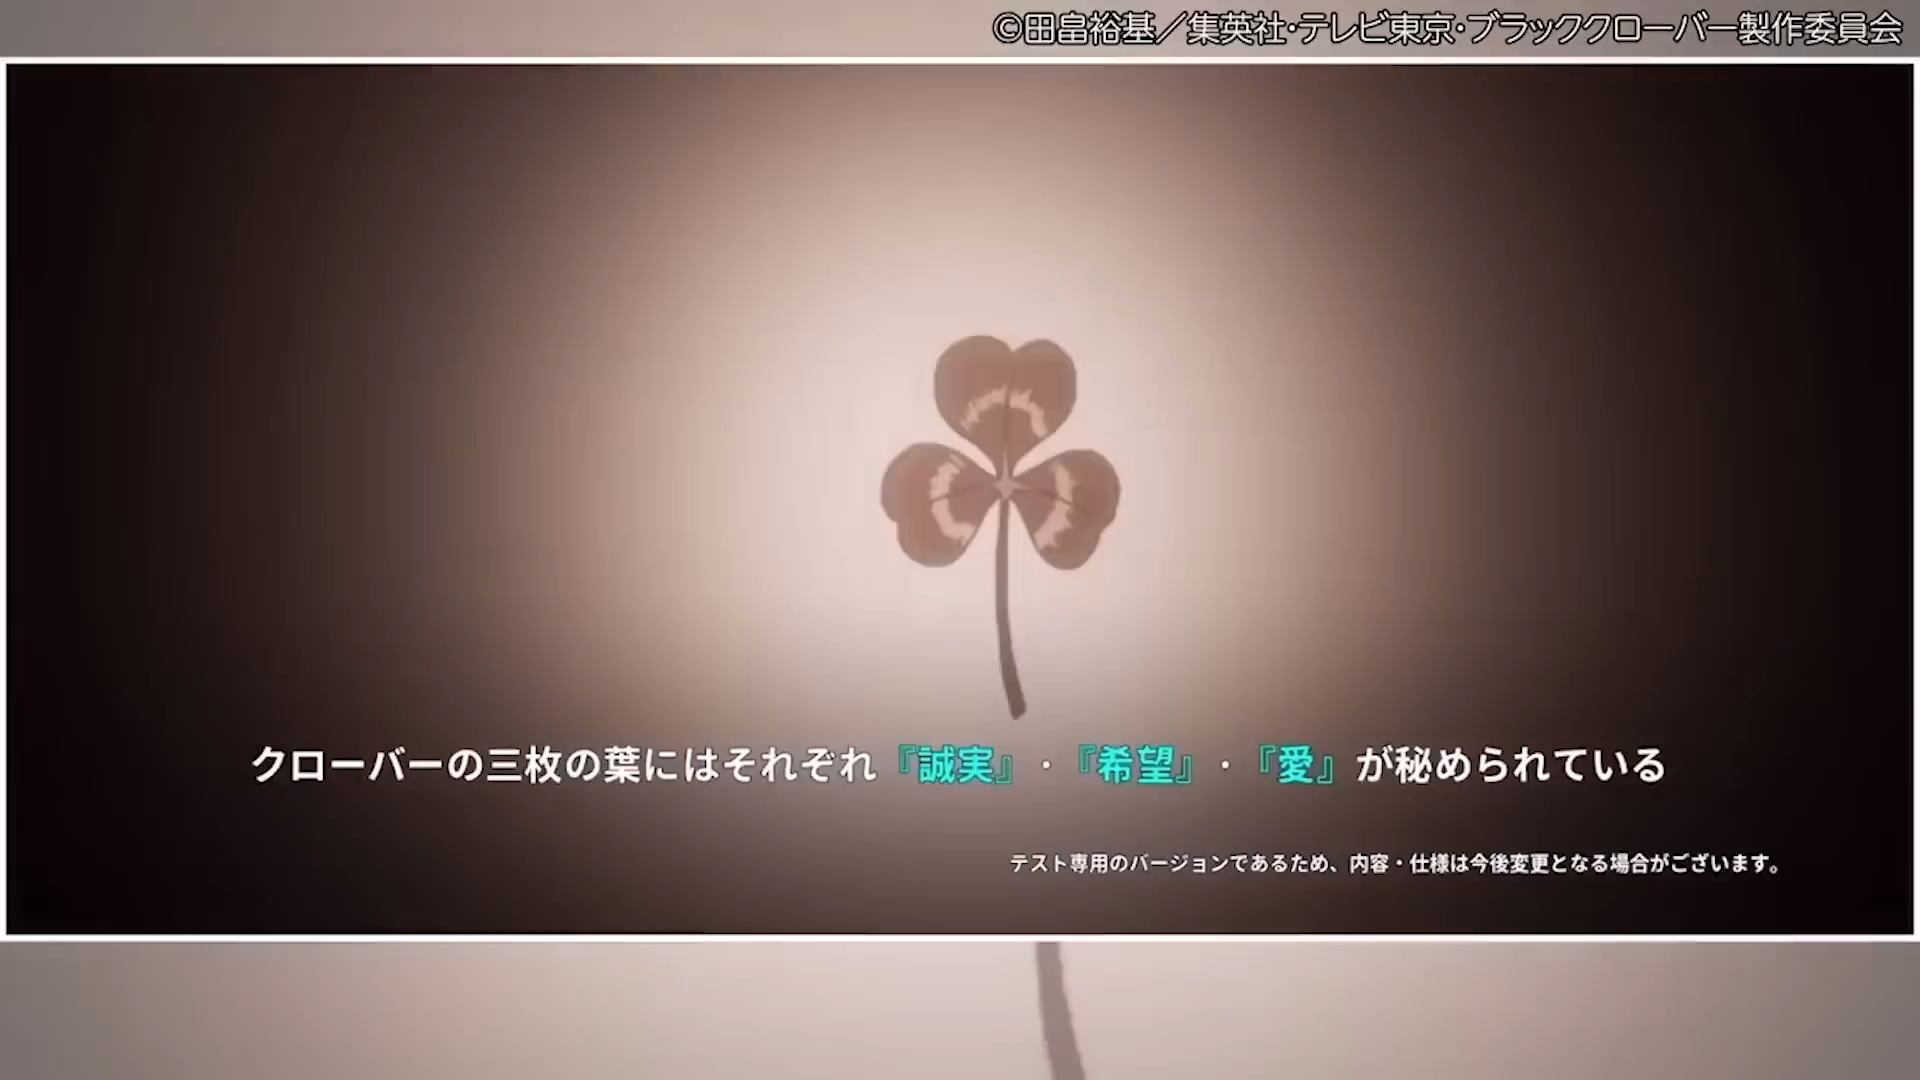 ©田畠裕基／集英社・テレビ東京・ブラッククローバー製作委員会
クローバーの三枚の葉にはそれぞれ『誠実』・『希望』・『愛』が秘められている
テスト専用のバージョンであるため、内容・仕様は今後変更となる場合がございます。